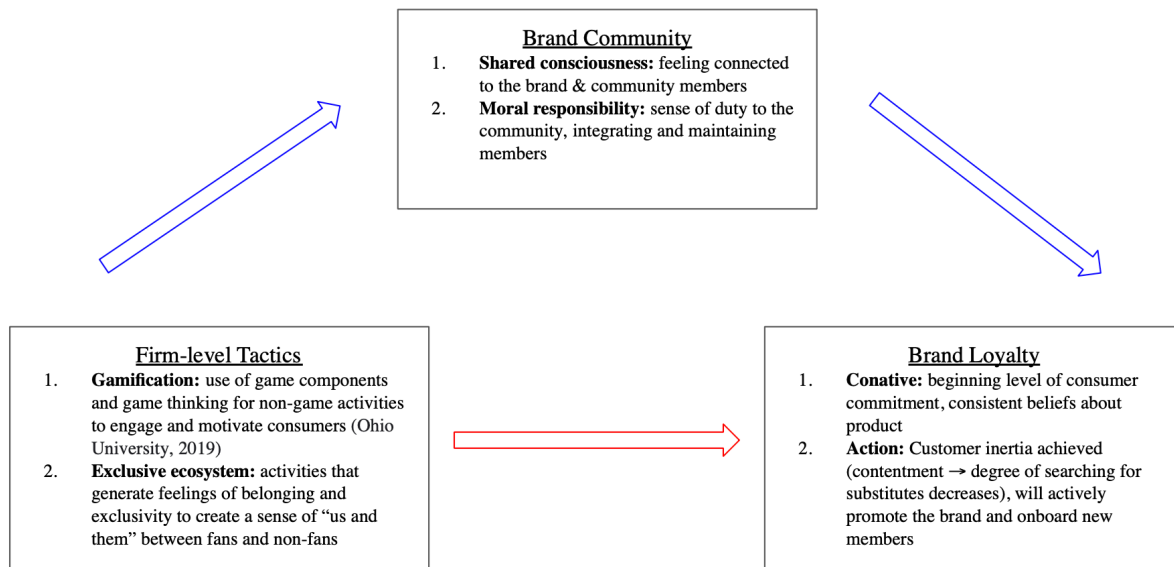 Brand Community
1. Shared consciousness: feeling connected
to the brand & community members
2. Moral responsibility: sense of duty to the
community, integrating and maintaining
members
Firm-level Tactics
1. Gamification: use of game components
and game thinking for non-game activities
to engage and motivate consumers (Ohio
University, 2019)
2. Exclusive ecosystem: activities that
generate feelings of belonging and
exclusivity to create a sense of “us and
them” between fans and non-fans
Brand Loyalty
1. Conative: beginning level of consumer
commitment, consistent beliefs about
product
2. Action: Customer inertia achieved
(contentment → degree of searching for
substitutes decreases), will actively
promote the brand and onboard new
members